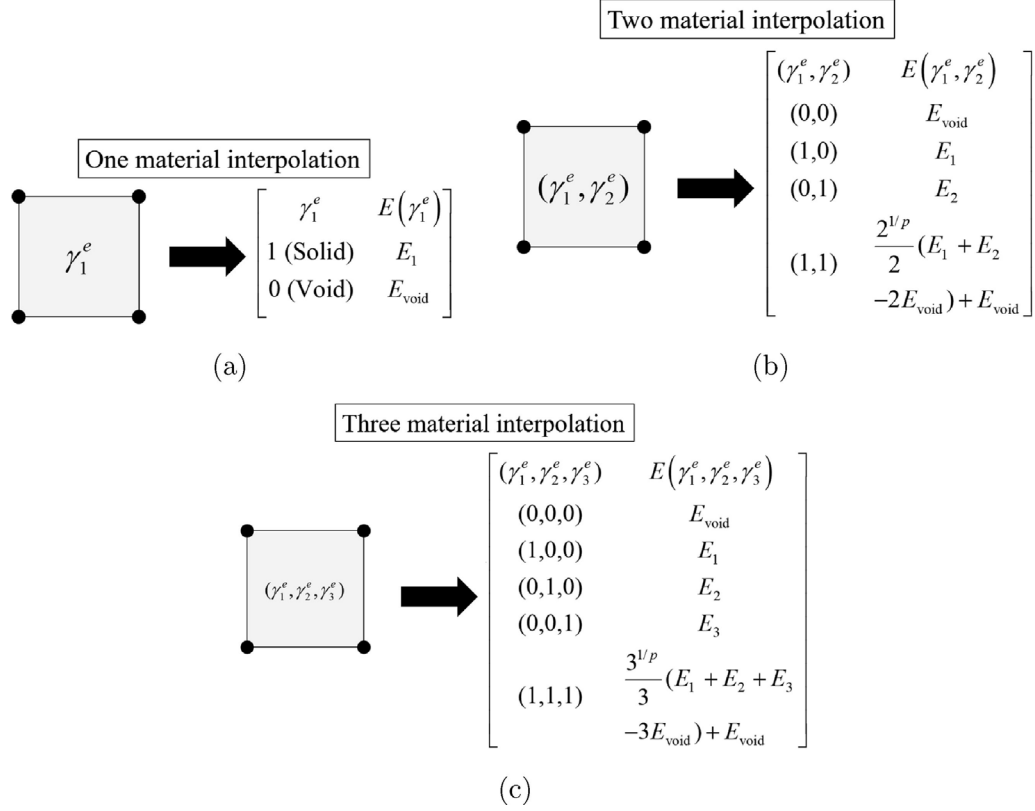 One material interpolation
γ₁ᵉ
γ₁ᵉ E(γ₁ᵉ)
1 (Solid) E₁
0 (Void) E_void
(a)
Two material interpolation
(γ₁ᵉ, γ₂ᵉ)
(γ₁ᵉ, γ₂ᵉ) E(γ₁ᵉ, γ₂ᵉ)
(0,0) E_void
(1,0) E₁
(0,1) E₂
(1,1) 2^{1/p}/2 (E₁ + E₂
−2E_void) + E_void
(b)
Three material interpolation
(γ₁ᵉ, γ₂ᵉ, γ₃ᵉ)
(γ₁ᵉ, γ₂ᵉ, γ₃ᵉ) E(γ₁ᵉ, γ₂ᵉ, γ₃ᵉ)
(0,0,0) E_void
(1,0,0) E₁
(0,1,0) E₂
(0,0,1) E₃
(1,1,1) 3^{1/p}/3 (E₁ + E₂ + E₃
−3E_void) + E_void
(c)